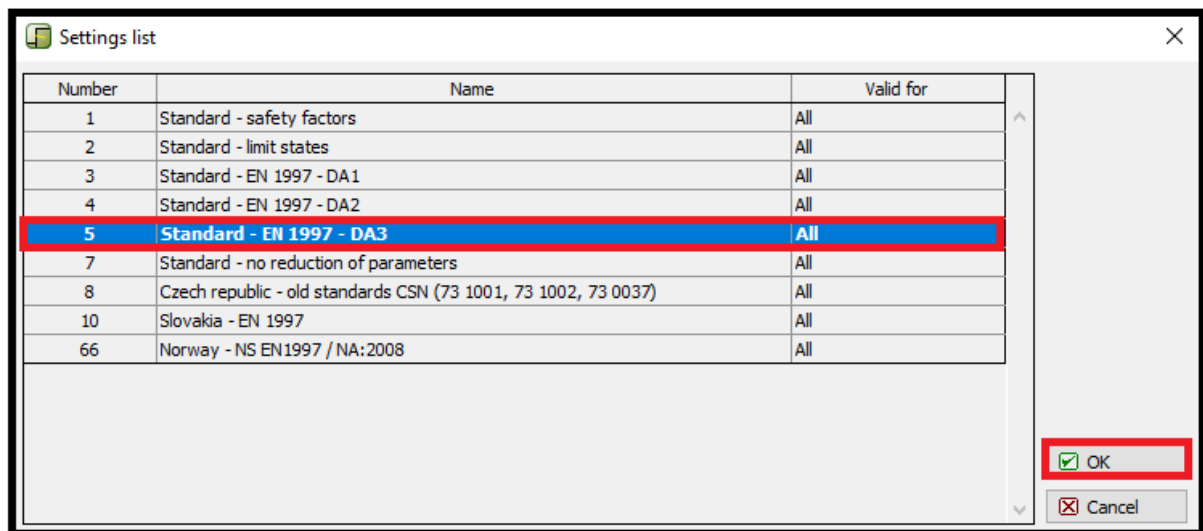 Settings list
Number Name Valid for
1 Standard - safety factors All
2 Standard - limit states All
3 Standard - EN 1997 - DA1 All
4 Standard - EN 1997 - DA2 All
5 Standard - EN 1997 - DA3 All
7 Standard - no reduction of parameters All
8 Czech republic - old standards CSN (73 1001, 73 1002, 73 0037) All
10 Slovakia - EN 1997 All
66 Norway - NS EN1997 / NA:2008 All
OK
Cancel